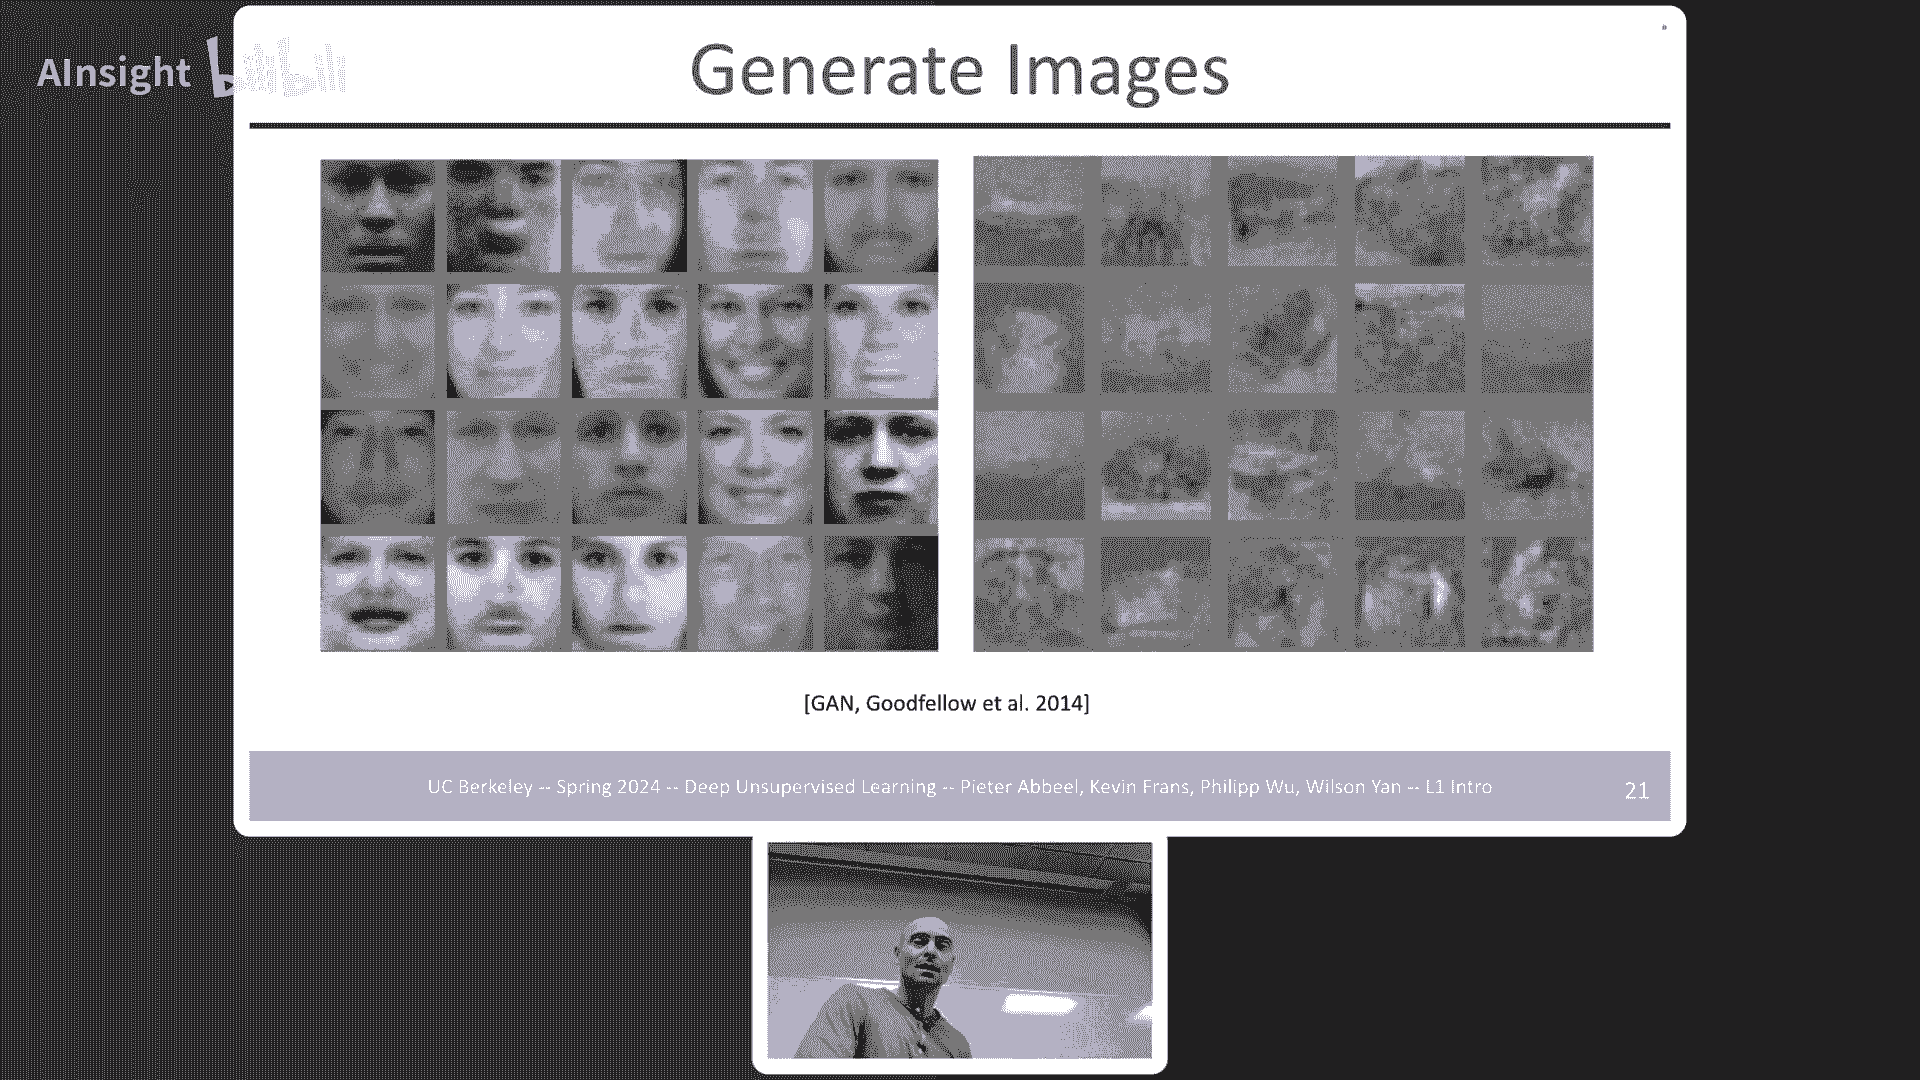 AInsight bilibili
Generate Images
[GAN, Goodfellow et al. 2014]
UC Berkeley -- Spring 2024 -- Deep Unsupervised Learning -- Pieter Abbeel, Kevin Frans, Philipp Wu, Wilson Yan -- L1 Intro
21